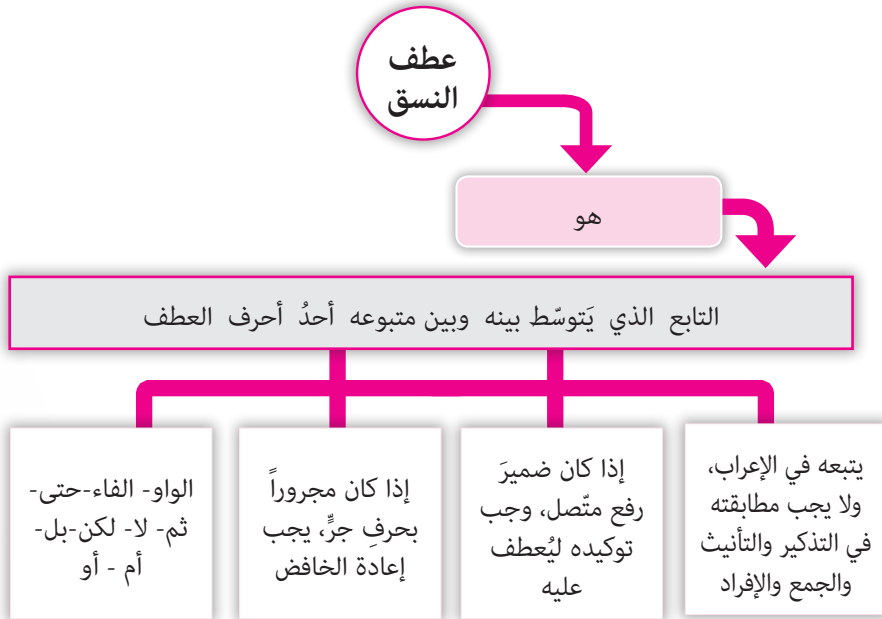 عطف
النسق
هو
التابع الذي يَتوسّط بينه وبين متبوعه أحدُ أحرف العطف
يتبعه في الإعراب،
ولا يجب مطابقته
في التذكير والتأنيث
والجمع والإفراد
إذا كان ضميرَ
رفع متّصل، وجب
توكيده ليُعطف
عليه
إذا كان مجروراً
بحرفِ جرٍّ، يجب
إعادة الخافض
الواو- الفاء-حتى-
ثم- لا- لكن-بل-
أم - أو